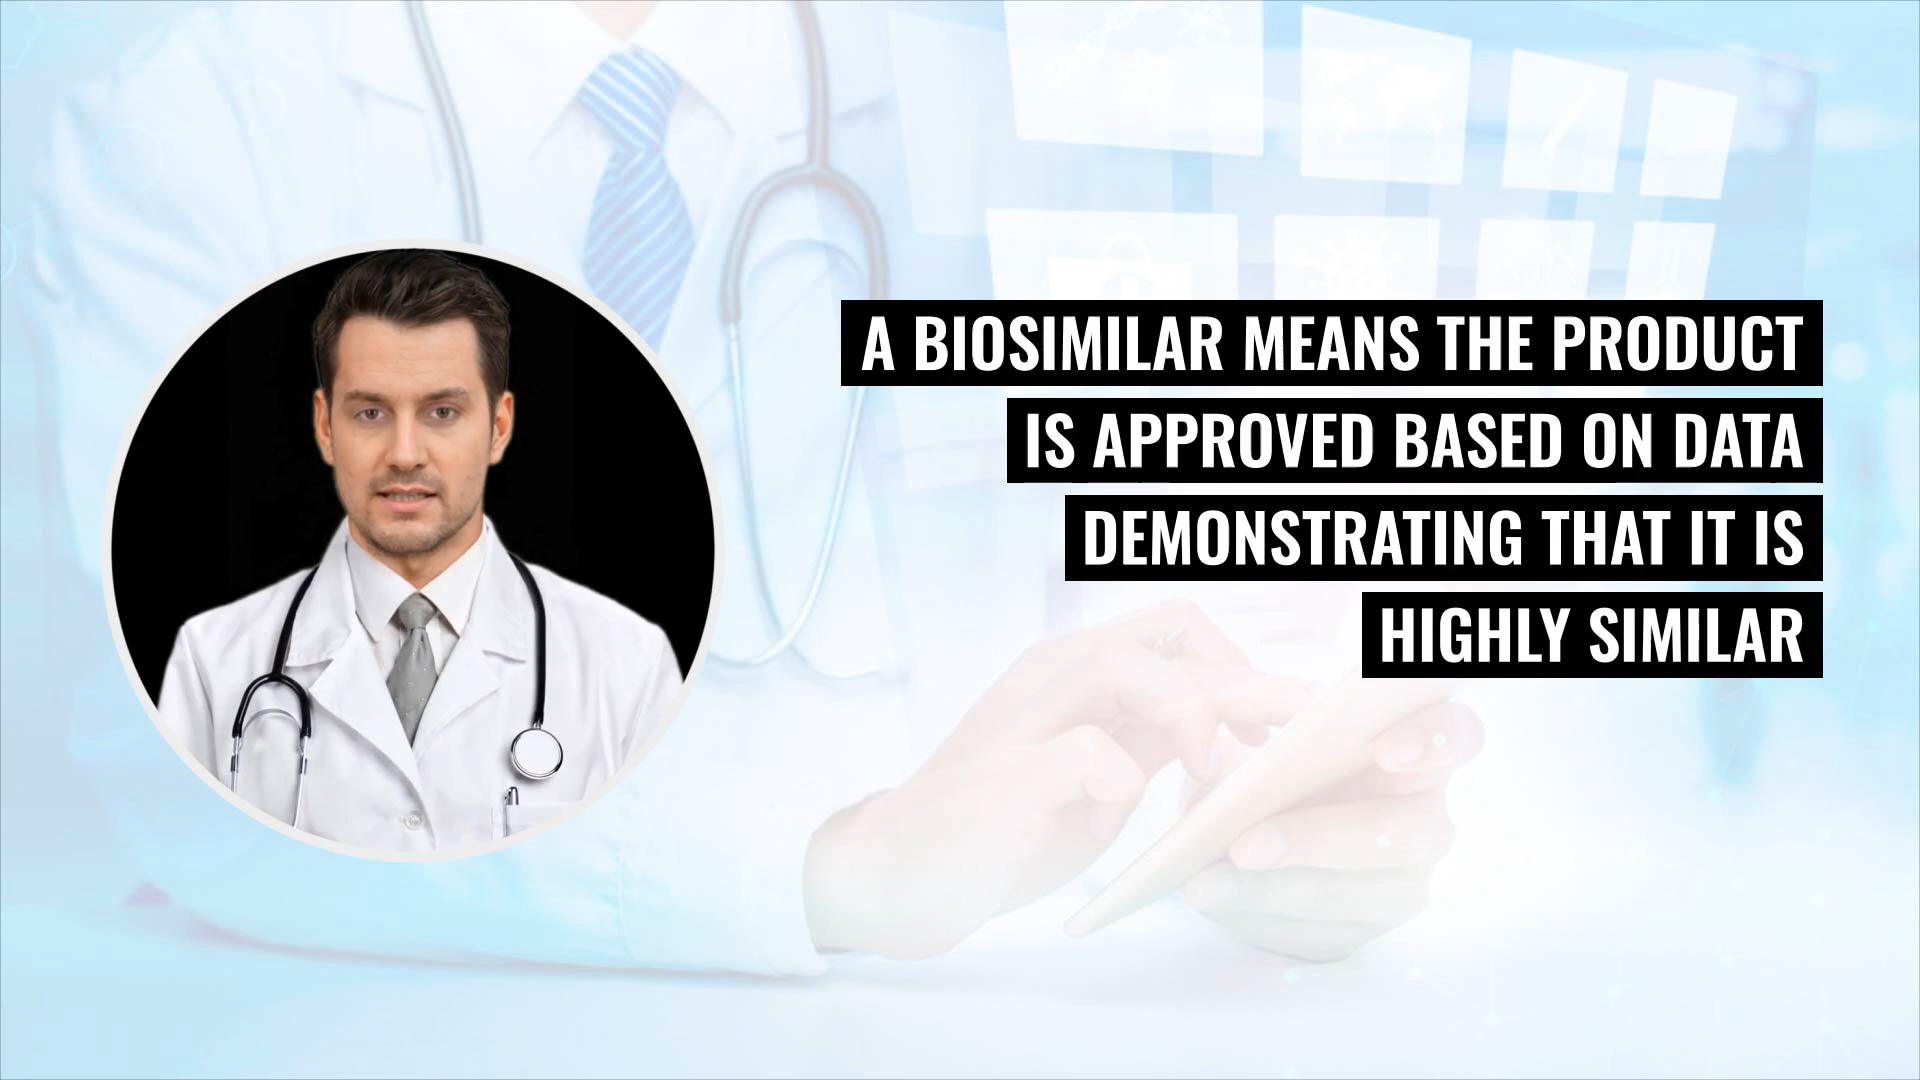 A BIOSIMILAR MEANS THE PRODUCT
IS APPROVED BASED ON DATA
DEMONSTRATING THAT IT IS
HIGHLY SIMILAR